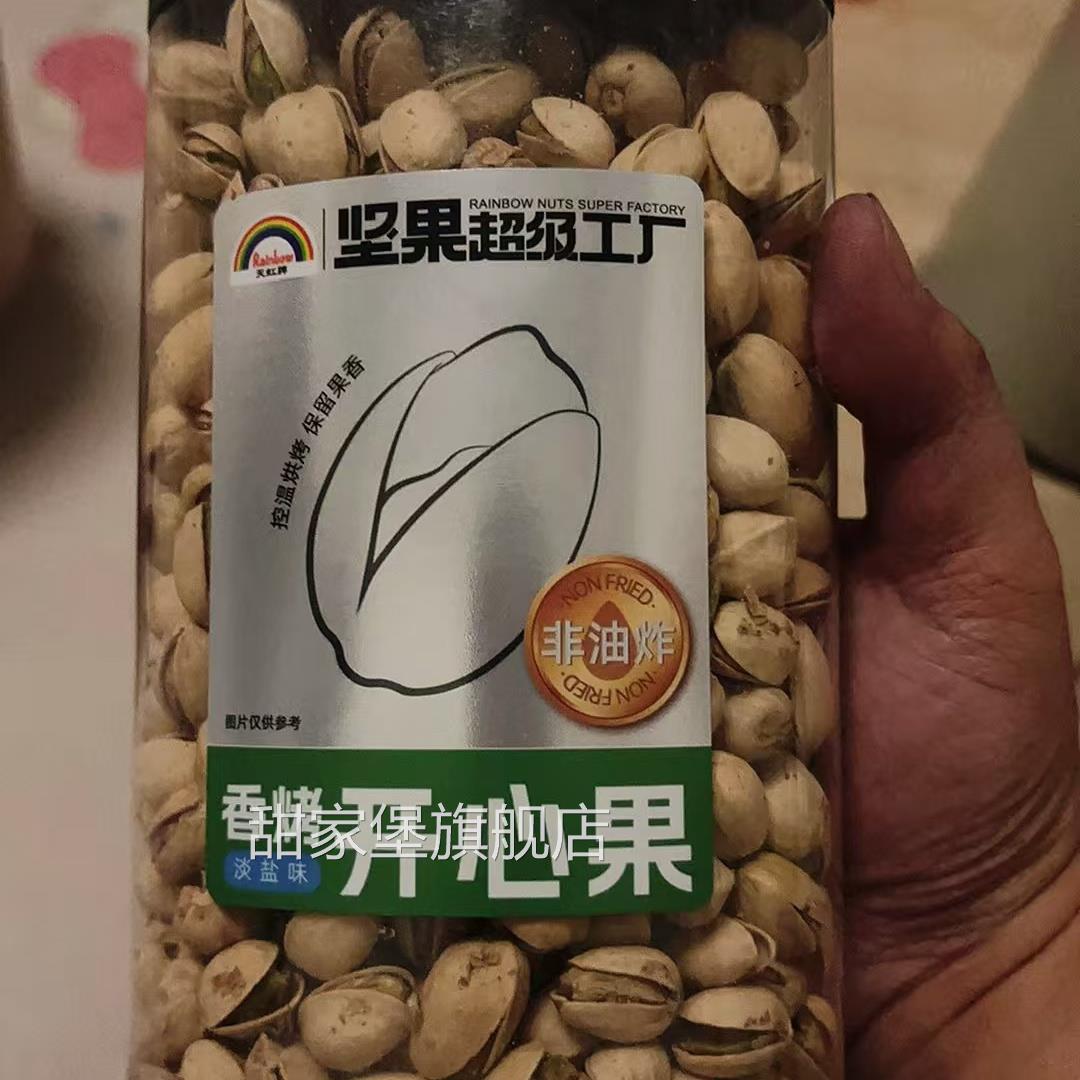 RAINBOW NUTS SUPER FACTORY
Rainbow
天虹牌
坚果超级工厂
控温烘烤 保留果香
NON FRIED
非油炸
NON FRIED
图片仅供参考
香烤
开心果
淡盐味
甜家堡旗舰店